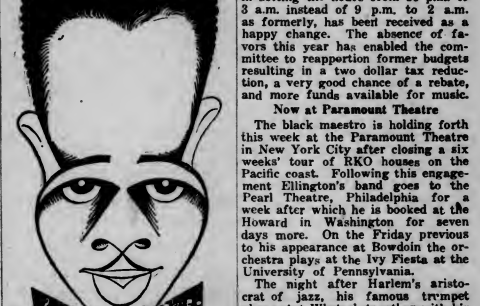 3 a.m. instead of 9 p.m. to 2 a.m.
as formerly, has been received as a
happy change. The absence of fa-
vors this year has enabled the com-
mittee to reapportion former budgets
resulting in a two dollar tax reduc-
tion, a very good chance of a rebate,
and more funds available for music.
Now at Paramount Theatre
The black maestro is holding forth
this week at the Paramount Theatre
in New York City after closing a six
weeks' tour of RKO houses on the
Pacific coast. Following this engage-
ment Ellington's band goes to the
Pearl Theatre, Philadelphia for a
week after which he is booked at the
Howard in Washington for seven
days more. On the Friday previous
to his appearance at Bowdoin the or-
chestra plays at the Ivy Fiesta at the
University of Pennsylvania.
The night after Harlem's aristo-
crat of jazz, his famous trumpet